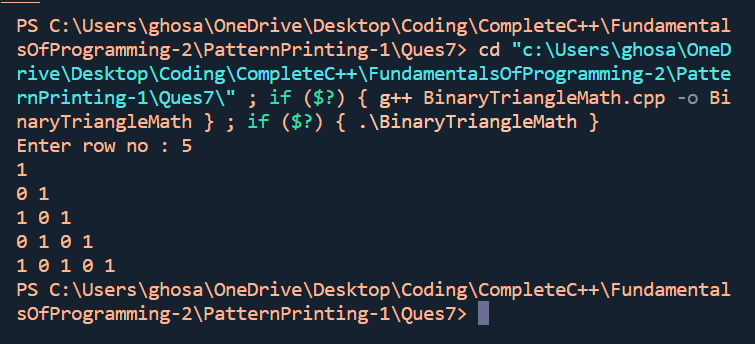 PS C:\Users\ghosa\OneDrive\Desktop\Coding\CompleteC++\Fundamental
sOfProgramming-2\PatternPrinting-1\Ques7> cd "c:\Users\ghosa\OneD
rive\Desktop\Coding\CompleteC++\FundamentalsOfProgramming-2\Patte
rnPrinting-1\Ques7\" ; if ($?) { g++ BinaryTriangleMath.cpp -o Bi
naryTriangleMath } ; if ($?) { .\BinaryTriangleMath }
Enter row no : 5
1
0 1
1 0 1
0 1 0 1
1 0 1 0 1
PS C:\Users\ghosa\OneDrive\Desktop\Coding\CompleteC++\Fundamental
sOfProgramming-2\PatternPrinting-1\Ques7>